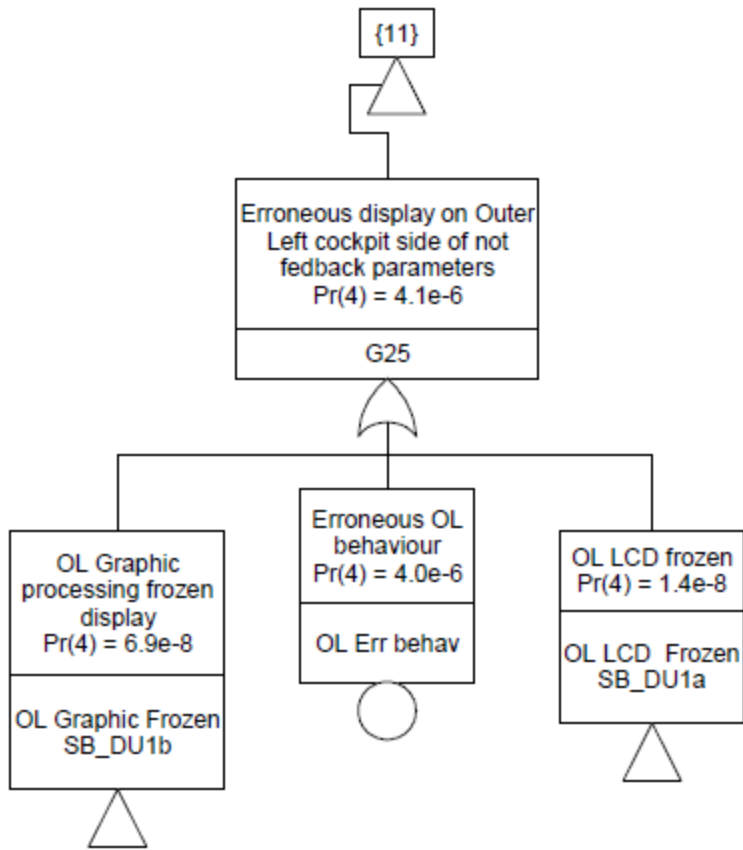 {11}
Erroneous display on Outer
Left cockpit side of not
fedback parameters
Pr(4) = 4.1e-6
G25
OL Graphic
processing frozen
display
Pr(4) = 6.9e-8
OL Graphic Frozen
SB_DU1b
Erroneous OL
behaviour
Pr(4) = 4.0e-6
OL Err behav
OL LCD frozen
Pr(4) = 1.4e-8
OL LCD  Frozen
SB_DU1a